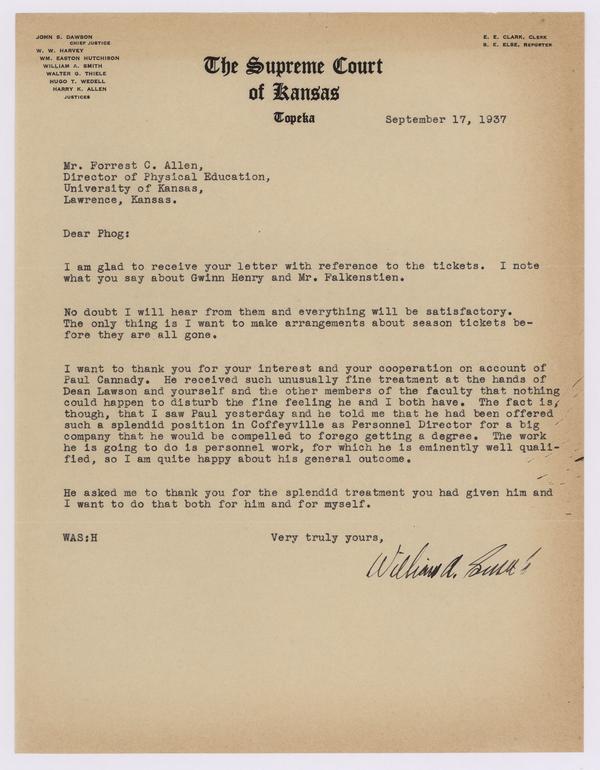 JOHN S. DAWSON
CHIEF JUSTICE
W. W. HARVEY
WM. EASTON HUTCHISON
WILLIAM A. SMITH
WALTER G. THIELE
HUGO T. WEDELL
HARRY K. ALLEN
JUSTICES
E. E. CLARK, CLERK
S. E. ELSE, REPORTER
The Supreme Court
of Kansas
Topeka
September 17, 1937
Mr. Forrest C. Allen,
Director of Physical Education,
University of Kansas,
Lawrence, Kansas.
Dear Phog:
I am glad to receive your letter with reference to the tickets. I note
what you say about Gwinn Henry and Mr. Falkenstien.
No doubt I will hear from them and everything will be satisfactory.
The only thing is I want to make arrangements about season tickets be-
fore they are all gone.
I want to thank you for your interest and your cooperation on account of
Paul Cannady. He received such unusually fine treatment at the hands of
Dean Lawson and yourself and the other members of the faculty that nothing
could happen to disturb the fine feeling he and I both have. The fact is,
though, that I saw Paul yesterday and he told me that he had been offered
such a splendid position in Coffeyville as Personnel Director for a big
company that he would be compelled to forego getting a degree. The work
he is going to do is personnel work, for which he is eminently well quali-
fied, so I am quite happy about his general outcome.
He asked me to thank you for the splendid treatment you had given him and
I want to do that both for him and for myself.
WAS:H
Very truly yours,
William A. Smith